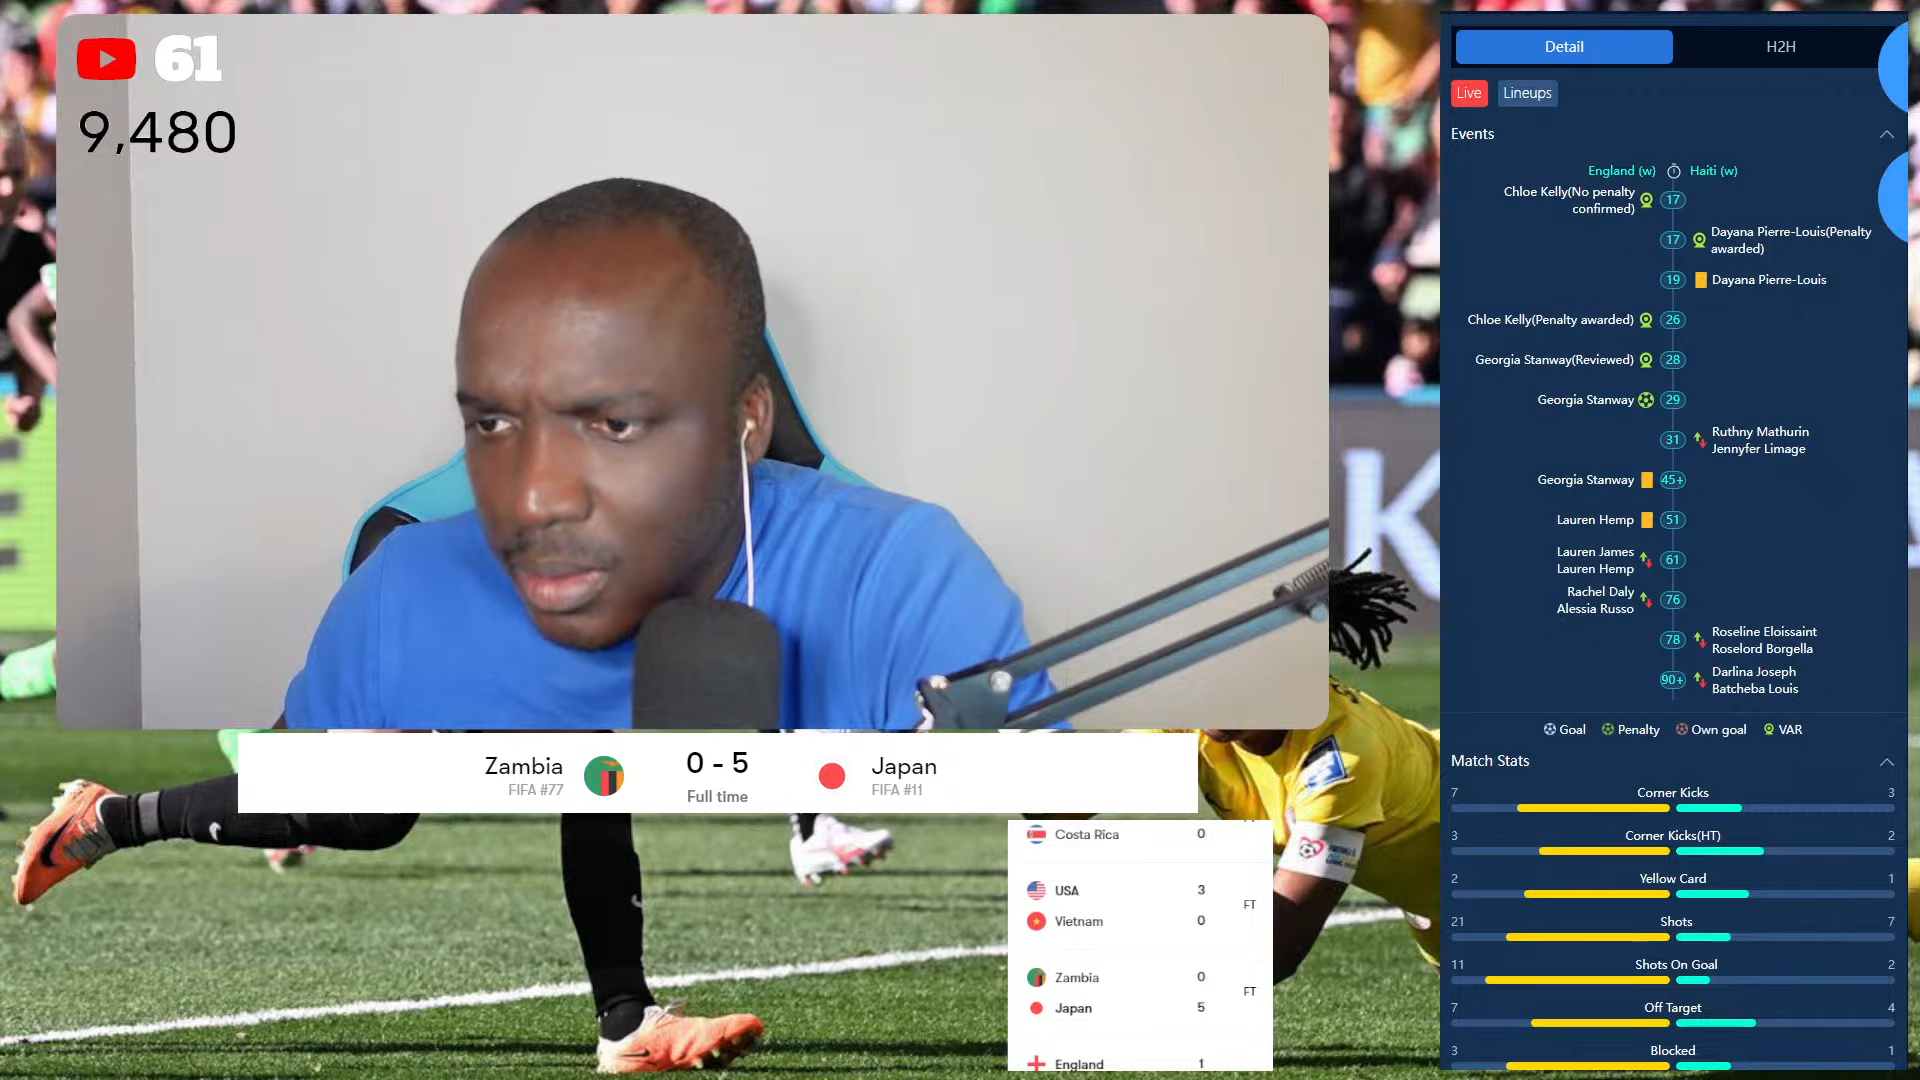 61
9,480
Zambia
FIFA #77
0 - 5
Full time
Japan
FIFA #11
Costa Rica 0
USA 3
FT
Vietnam 0
Zambia 0
FT
Japan 5
England 1
Detail H2H
Live Lineups
Events
England (w) Haiti (w)
Chloe Kelly(No penalty
confirmed)
17
17
Dayana Pierre-Louis(Penalty
awarded)
19 Dayana Pierre-Louis
Chloe Kelly(Penalty awarded) 26
Georgia Stanway(Reviewed) 28
Georgia Stanway 29
31
Ruthny Mathurin
Jennyfer Limage
Georgia Stanway 45+
Lauren Hemp 51
Lauren James
Lauren Hemp
61
Rachel Daly
Alessia Russo
76
78
Roseline Eloissaint
Roselord Borgella
90+
Darlina Joseph
Batcheba Louis
Goal Penalty Own goal VAR
Match Stats
7 Corner Kicks 3
3 Corner Kicks(HT) 2
2 Yellow Card 1
21 Shots 7
11 Shots On Goal 2
7 Off Target 4
3 Blocked 1